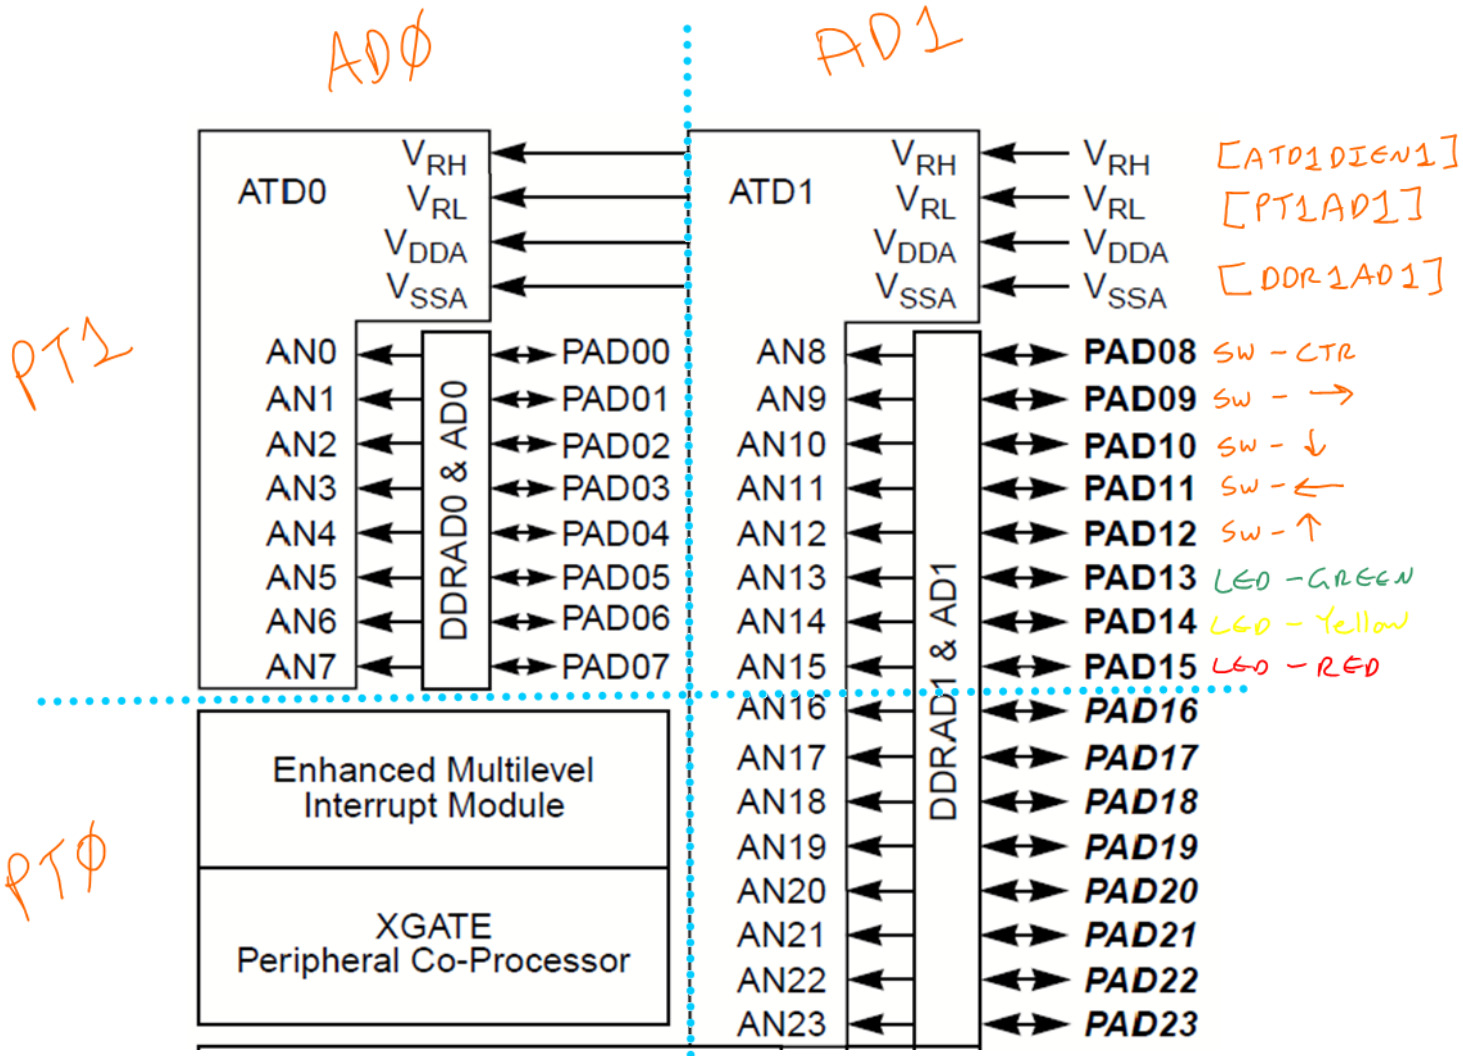 ADØ
AD1
ATD0
VRH
VRL
VDDA
VSSA
ATD1
VRH
VRL
VDDA
VSSA
VRH [ATD1DIEN1]
VRL [PT1AD1]
VDDA
VSSA [DDR1AD1]
PT1
AN0 PAD00
AN1 PAD01
AN2 PAD02
AN3 PAD03
AN4 PAD04
AN5 PAD05
AN6 PAD06
AN7 PAD07
DDRAD0 & AD0
AN8 PAD08 SW - CTR
AN9 PAD09 SW - →
AN10 PAD10 SW - ↓
AN11 PAD11 SW - ←
AN12 PAD12 SW - ↑
AN13 PAD13 LED - GREEN
AN14 PAD14 LED - Yellow
AN15 PAD15 LED - RED
AN16 PAD16
AN17 PAD17
AN18 PAD18
AN19 PAD19
AN20 PAD20
AN21 PAD21
AN22 PAD22
AN23 PAD23
DDRAD1 & AD1
PTØ
Enhanced Multilevel
Interrupt Module
XGATE
Peripheral Co-Processor